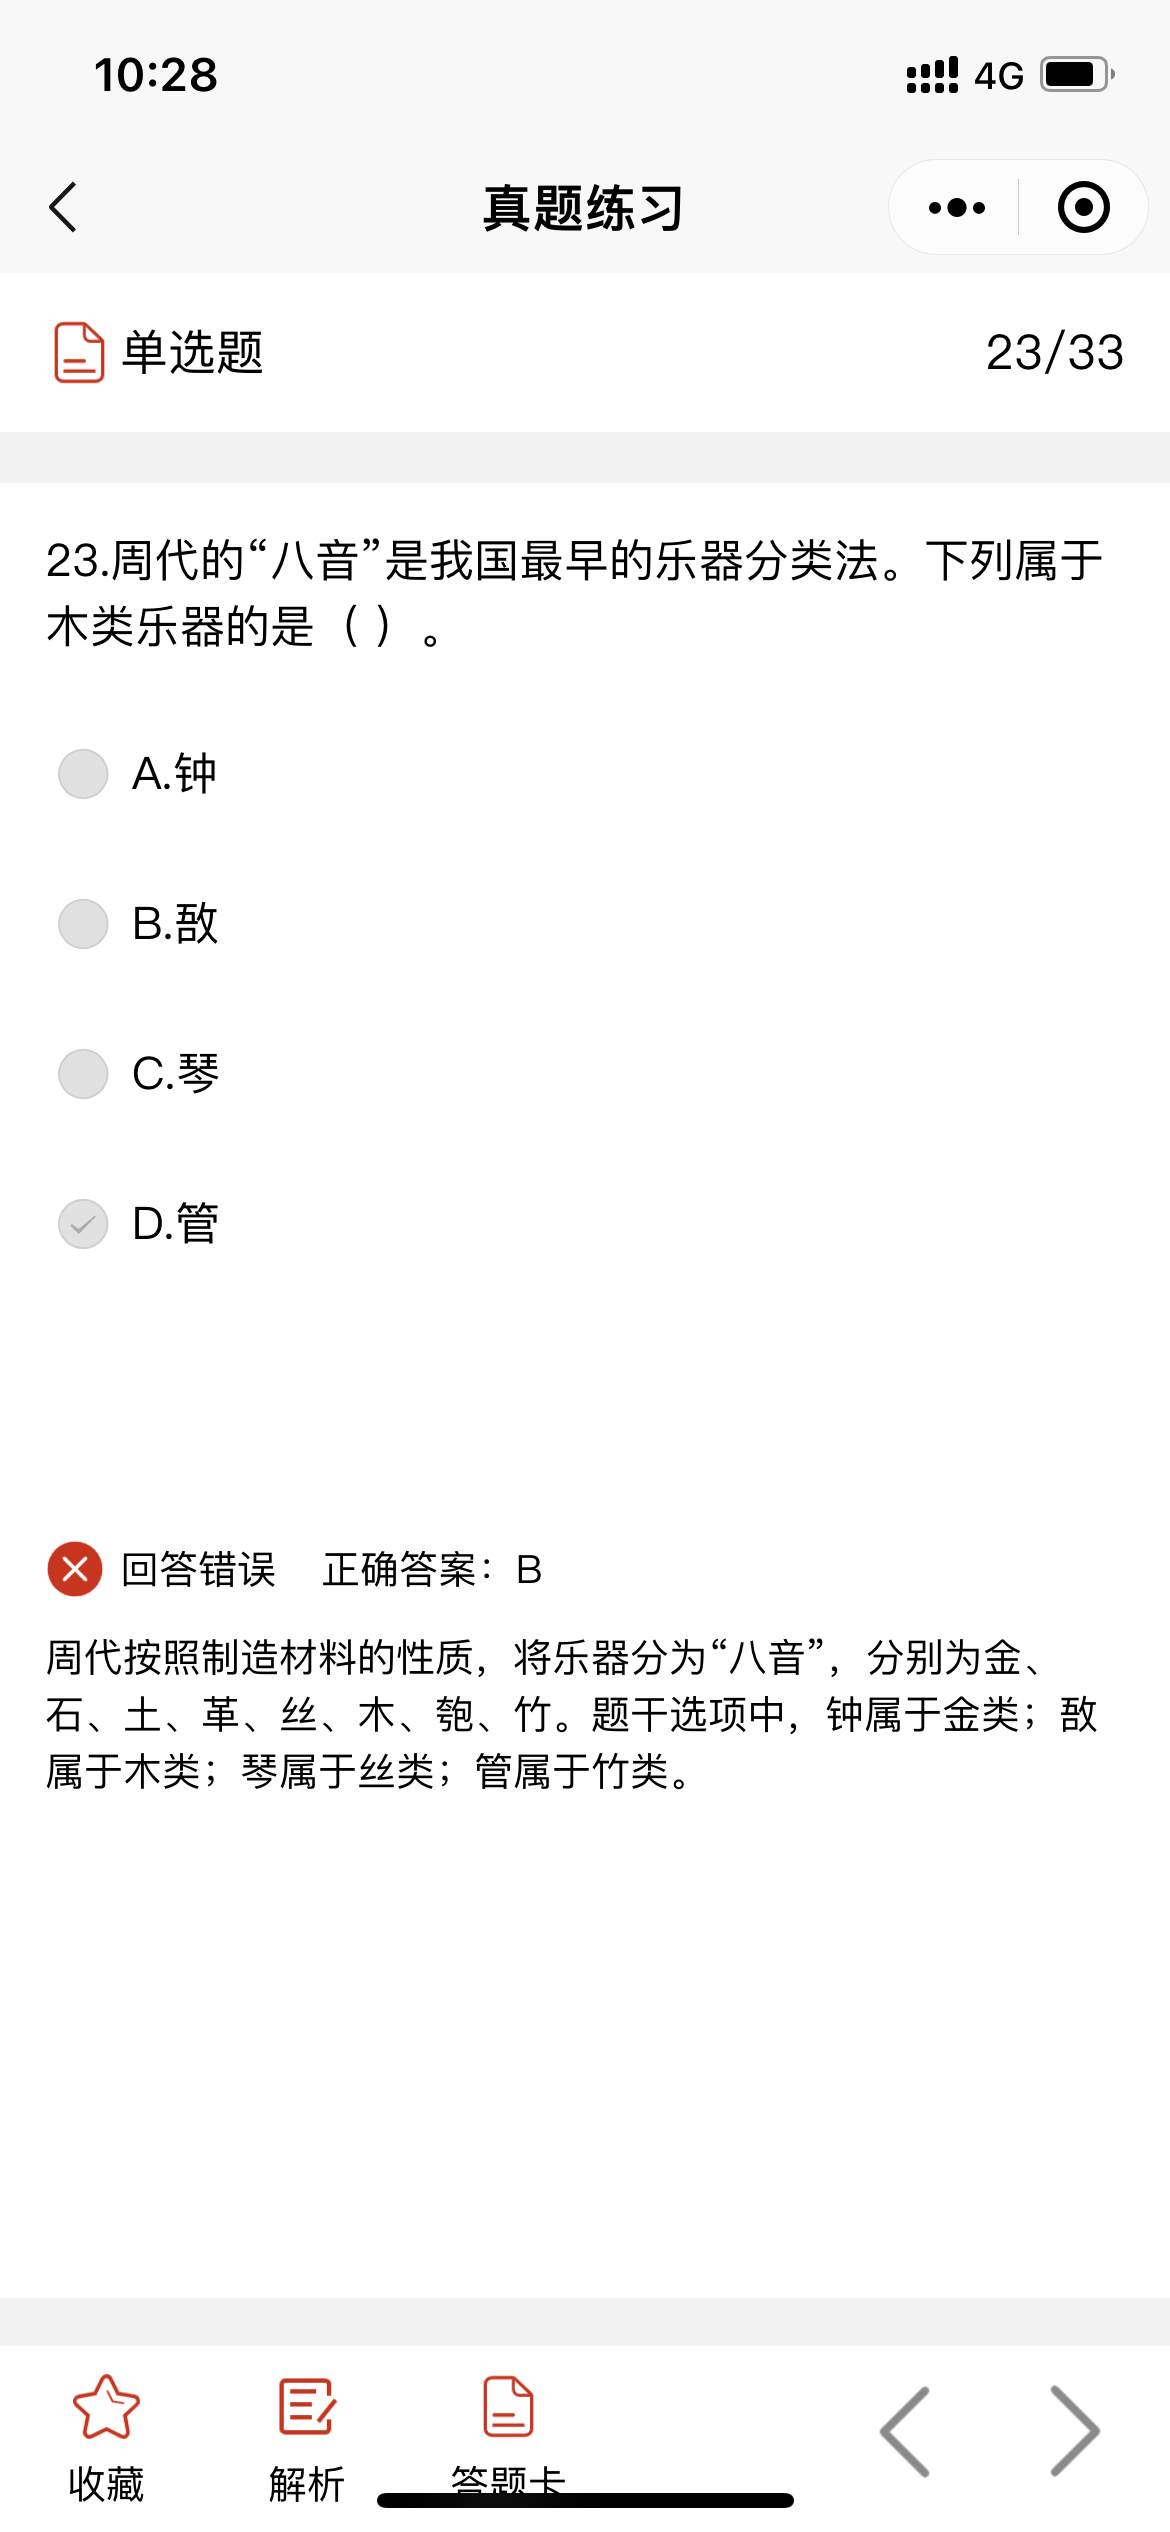 10:28
4G
真题练习
单选题
23/33
23.周代的“八音”是我国最早的乐器分类法。下列属于
木类乐器的是（ ）。
A.钟
B.敔
C.琴
D.管
回答错误 正确答案：B
周代按照制造材料的性质，将乐器分为“八音”，分别为金、
石、土、革、丝、木、匏、竹。题干选项中，钟属于金类；敔
属于木类；琴属于丝类；管属于竹类。
收藏
解析
答题卡